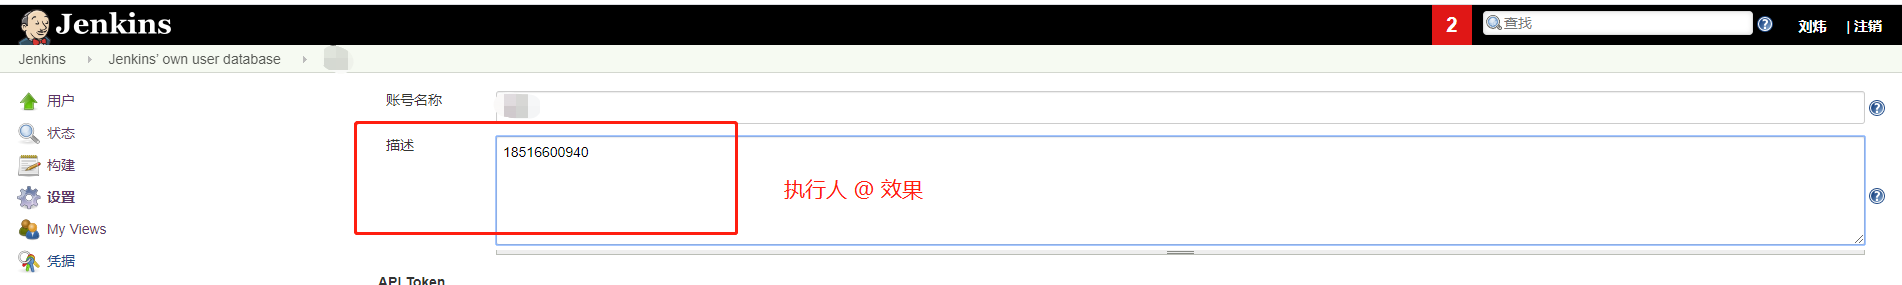 Jenkins
2
查找
刘炜 | 注销
Jenkins Jenkins' own user database
用户
状态
构建
设置
My Views
凭据
账号名称
描述
18516600940
执行人 @ 效果
API Token